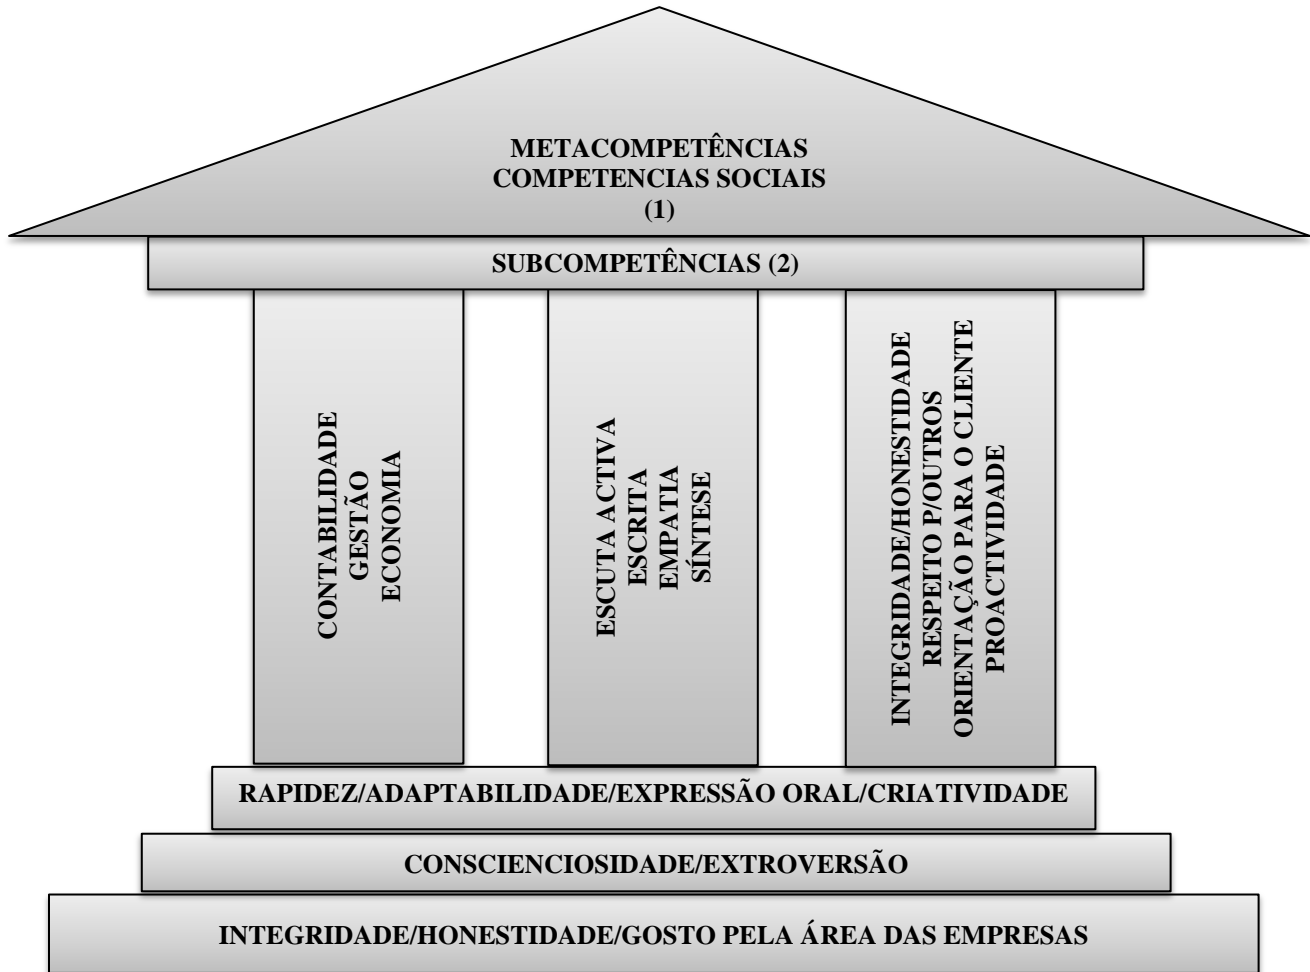 METACOMPETÊNCIAS
COMPETENCIAS SOCIAIS
(1)
SUBCOMPETÊNCIAS (2)
CONTABILIDADE
GESTÃO
ECONOMIA
ESCUTA ACTIVA
ESCRITA
EMPATIA
SÍNTESE
INTEGRIDADE/HONESTIDADE
RESPEITO P/OUTROS
ORIENTAÇÃO PARA O CLIENTE
PROACTIVIDADE
RAPIDEZ/ADAPTABILIDADE/EXPRESSÃO ORAL/CRIATIVIDADE
CONSCIENCIOSIDADE/EXTROVERSÃO
INTEGRIDADE/HONESTIDADE/GOSTO PELA ÁREA DAS EMPRESAS